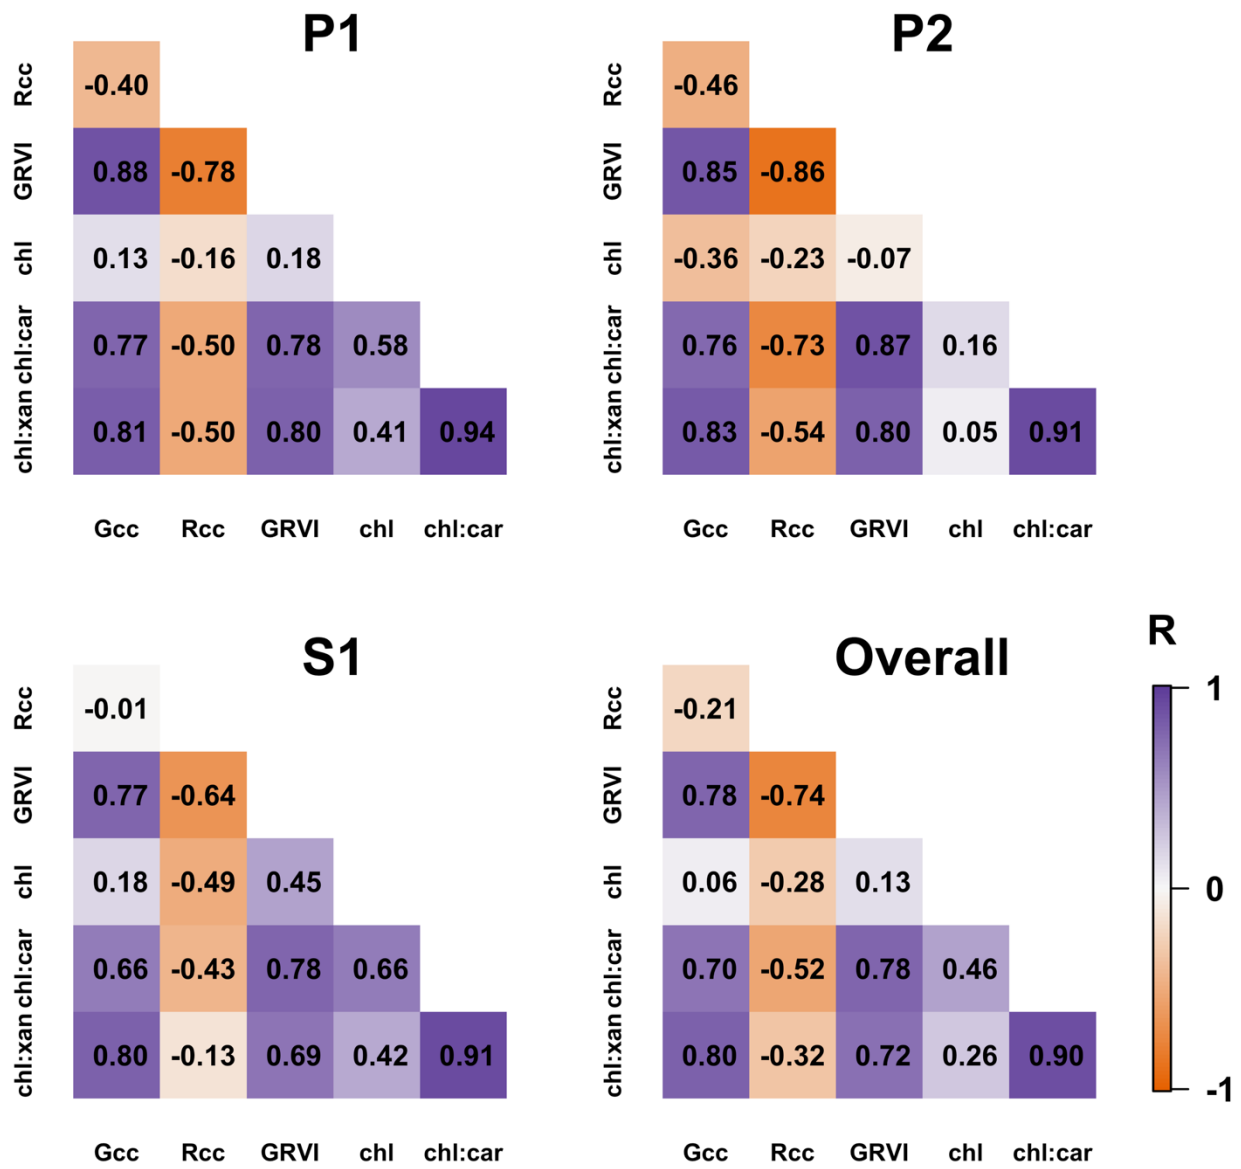 P1
Rcc -0.40
GRVI 0.88 -0.78
chl 0.13 -0.16 0.18
chl:car 0.77 -0.50 0.78 0.58
chl:xan 0.81 -0.50 0.80 0.41 0.94
Gcc Rcc GRVI chl chl:car
P2
Rcc -0.46
GRVI 0.85 -0.86
chl -0.36 -0.23 -0.07
chl:car 0.76 -0.73 0.87 0.16
chl:xan 0.83 -0.54 0.80 0.05 0.91
Gcc Rcc GRVI chl chl:car
S1
Rcc -0.01
GRVI 0.77 -0.64
chl 0.18 -0.49 0.45
chl:car 0.66 -0.43 0.78 0.66
chl:xan 0.80 -0.13 0.69 0.42 0.91
Gcc Rcc GRVI chl chl:car
Overall
Rcc -0.21
GRVI 0.78 -0.74
chl 0.06 -0.28 0.13
chl:car 0.70 -0.52 0.78 0.46
chl:xan 0.80 -0.32 0.72 0.26 0.90
Gcc Rcc GRVI chl chl:car
R
1
0
-1